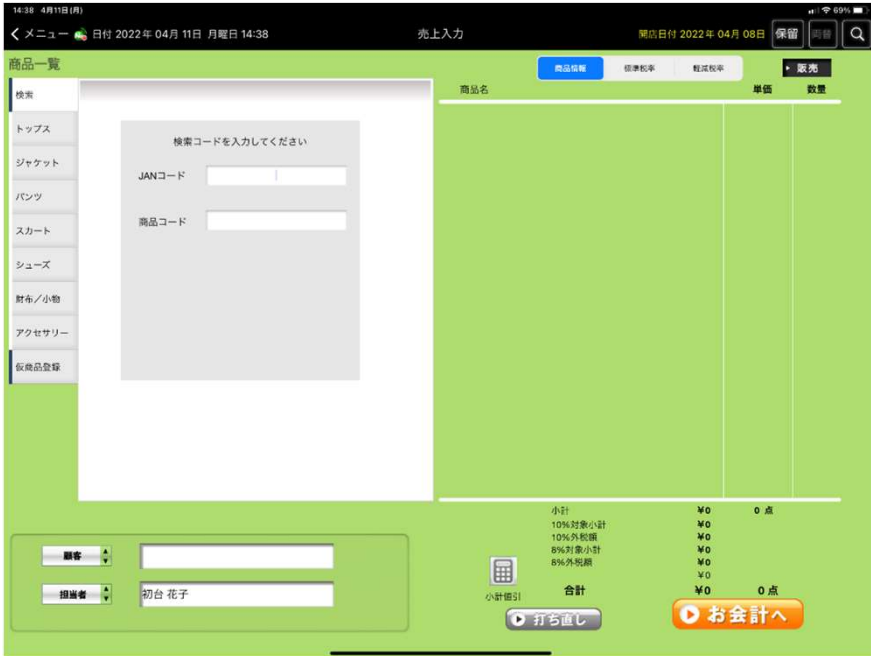 14:38 4月11日(月)
69%
メニュー 日付 2022年 04月 11日 月曜日 14:38
売上入力
開店日付 2022年 04月 08日
保留
両替
商品一覧
商品情報 標準税率 軽減税率
販売
検索
トップス
ジャケット
パンツ
スカート
シューズ
財布/小物
アクセサリー
仮商品登録
検索コードを入力してください
JANコード
商品コード
商品名 単価 数量
小計 ¥0 0 点
10%対象小計 ¥0
10%外税額 ¥0
8%対象小計 ¥0
8%外税額 ¥0
¥0
合計 ¥0 0 点
顧客
担当者 初台 花子
小計値引
打ち直し
お会計へ